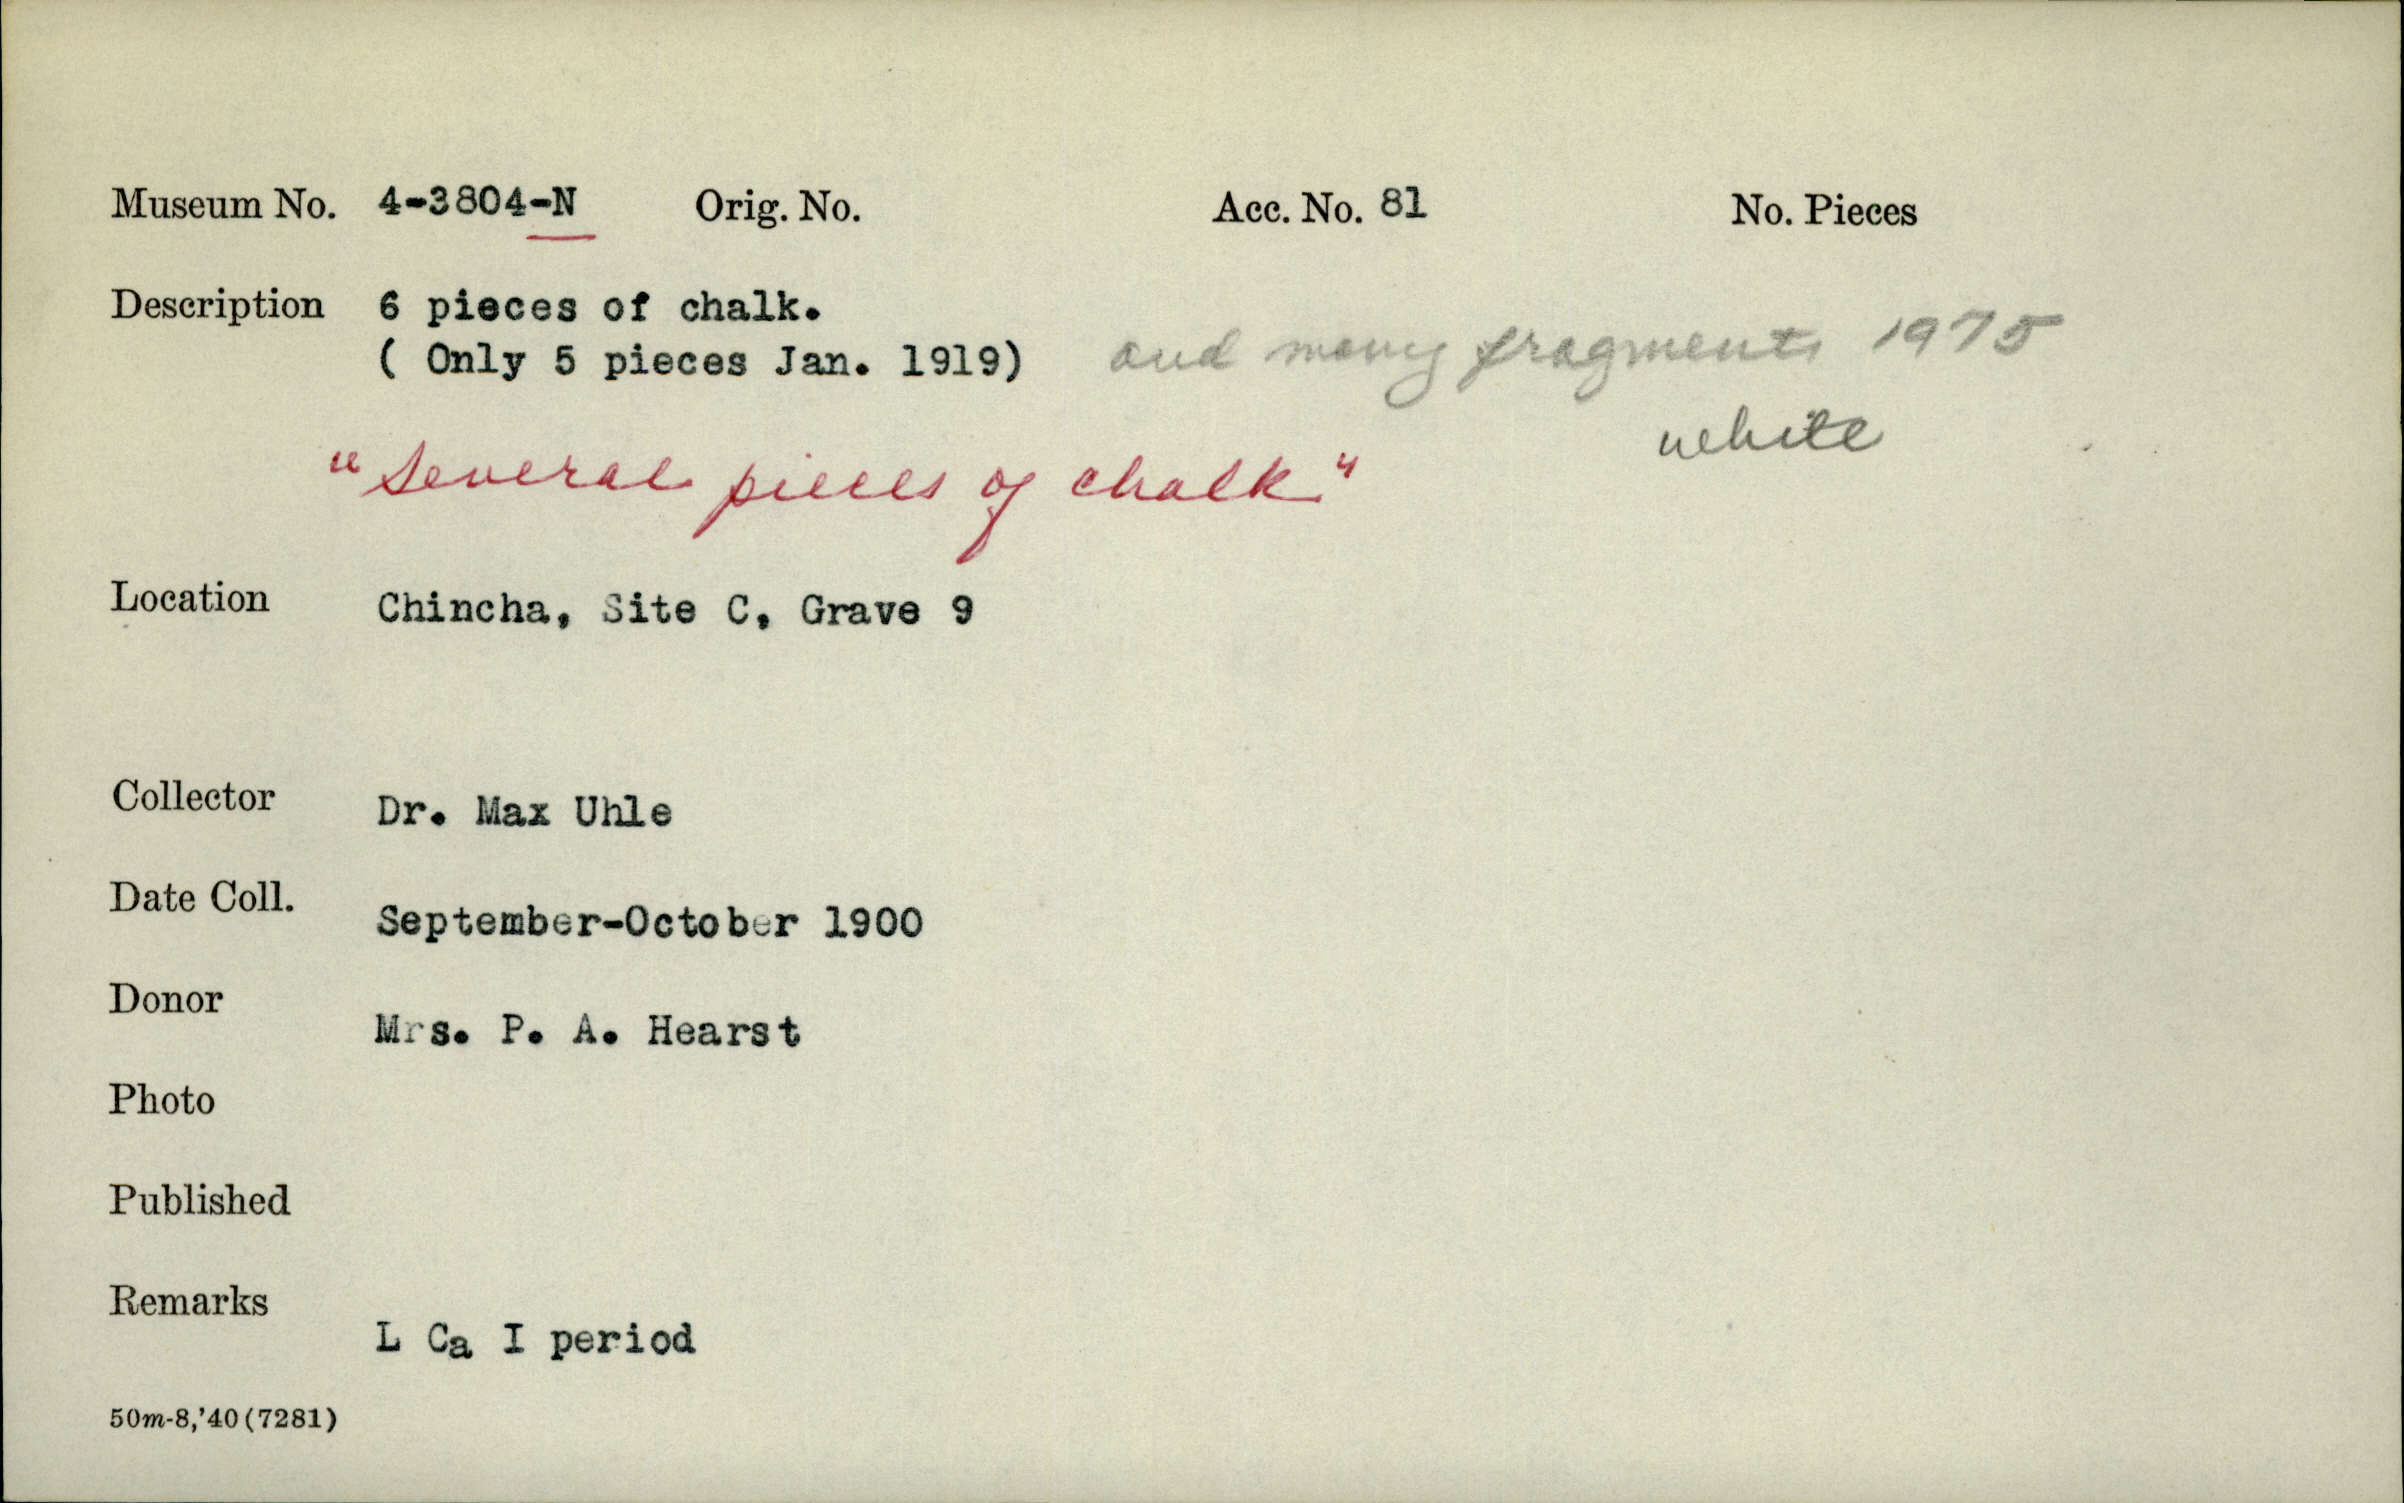 Museum No. 4-3804-N Orig. No. Acc. No. 81 No. Pieces
Description 6 pieces of chalk.
( Only 5 pieces Jan. 1919) and many fragments 1975
white
"Several pieces of chalk"
Location Chincha, Site C, Grave 9
Collector Dr. Max Uhle
Date Coll. September-October 1900
Donor Mrs. P. A. Hearst
Photo
Published
Remarks
L Ca I period
50m-8,'40(7281)